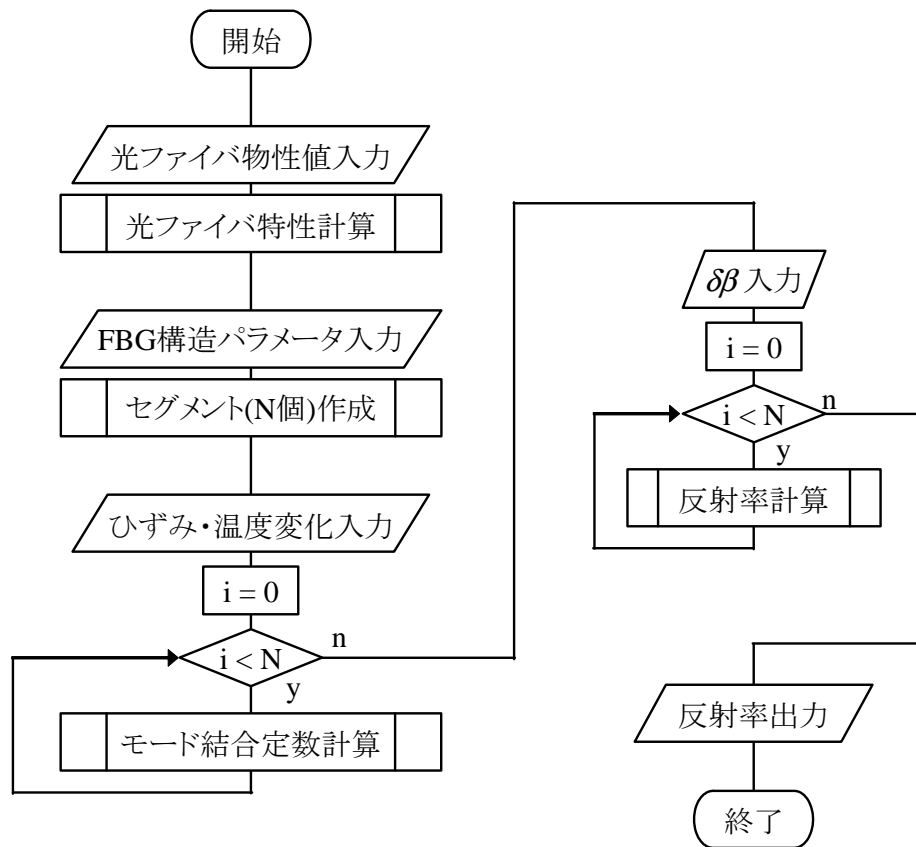 開始
光ファイバ物性値入力
光ファイバ特性計算
FBG構造パラメータ入力
セグメント(N個)作成
ひずみ・温度変化入力
i = 0
i < N
n
y
モード結合定数計算
δβ 入力
i = 0
i < N
n
y
反射率計算
反射率出力
終了